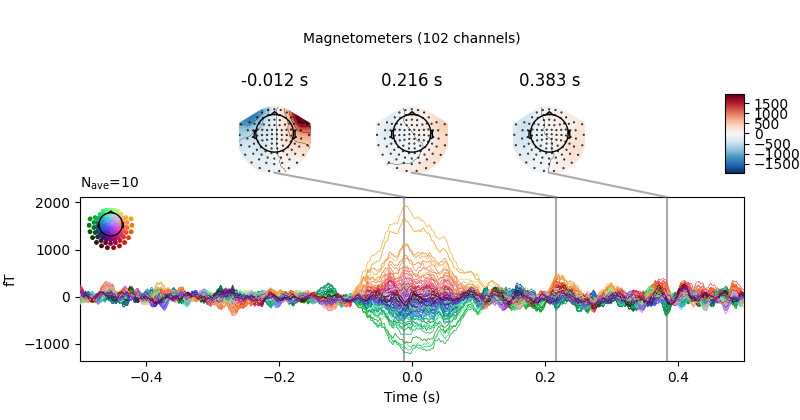 Magnetometers (102 channels)
-0.012 s
0.216 s
0.383 s
1500
1000
500
0
−500
−1000
−1500
Nave=10
2000
1000
0
−1000
fT
−0.4
−0.2
0.0
0.2
0.4
Time (s)